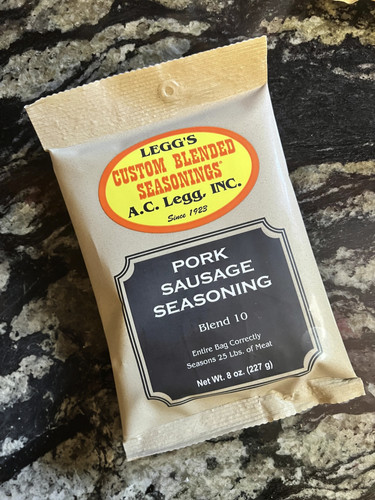 LEGG'S
CUSTOM BLENDED
SEASONINGS
A.C. Legg, INC.
Since 1923
PORK
SAUSAGE
SEASONING
Blend 10
Entire Bag Correctly
Seasons 25 Lbs. of Meat
Net Wt. 8 oz. (227 g)